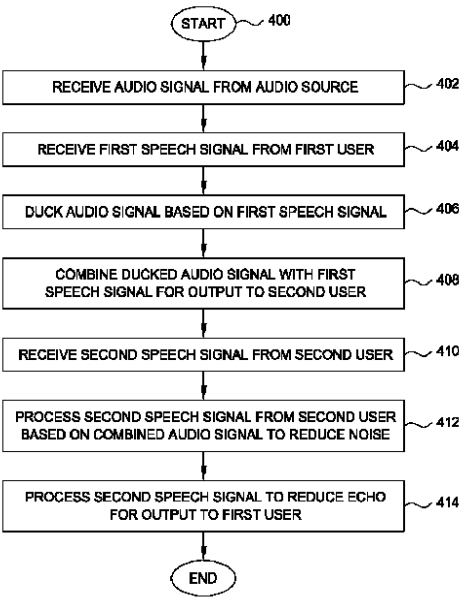 START
400
RECEIVE AUDIO SIGNAL FROM AUDIO SOURCE
402
RECEIVE FIRST SPEECH SIGNAL FROM FIRST USER
404
DUCK AUDIO SIGNAL BASED ON FIRST SPEECH SIGNAL
406
COMBINE DUCKED AUDIO SIGNAL WITH FIRST
SPEECH SIGNAL FOR OUTPUT TO SECOND USER
408
RECEIVE SECOND SPEECH SIGNAL FROM SECOND USER
410
PROCESS SECOND SPEECH SIGNAL FROM SECOND USER
BASED ON COMBINED AUDIO SIGNAL TO REDUCE NOISE
412
PROCESS SECOND SPEECH SIGNAL TO REDUCE ECHO
FOR OUTPUT TO FIRST USER
414
END